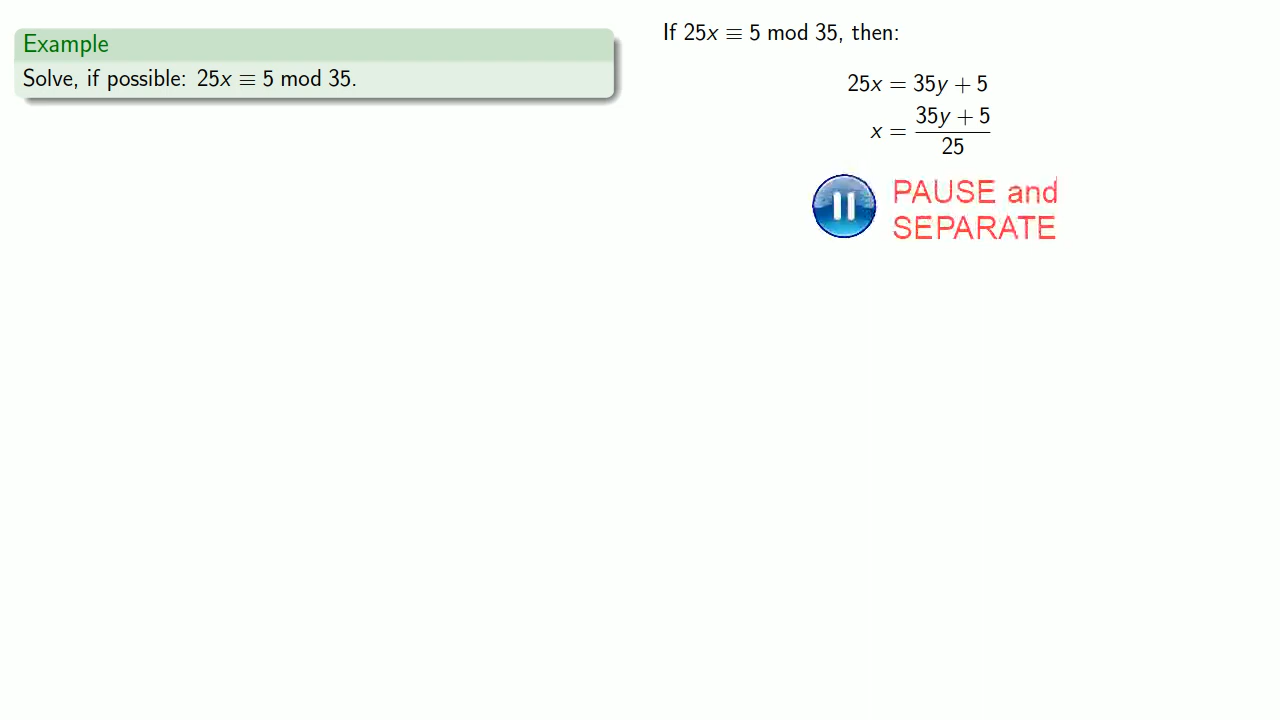 Example
Solve, if possible: 25x ≡ 5 mod 35.
If 25x ≡ 5 mod 35, then:
25x = 35y + 5
x = \frac{35y + 5}{25}
PAUSE and
SEPARATE